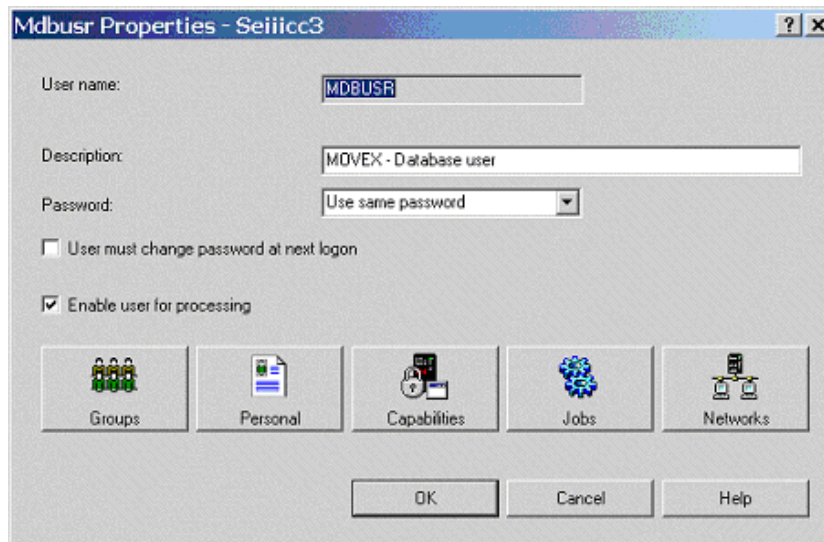 Mdbusr Properties - Seiiicc3
User name:
MDBUSR
Description:
MOVEX - Database user
Password:
Use same password
User must change password at next logon
Enable user for processing
Groups
Personal
Capabilities
Jobs
Networks
OK
Cancel
Help